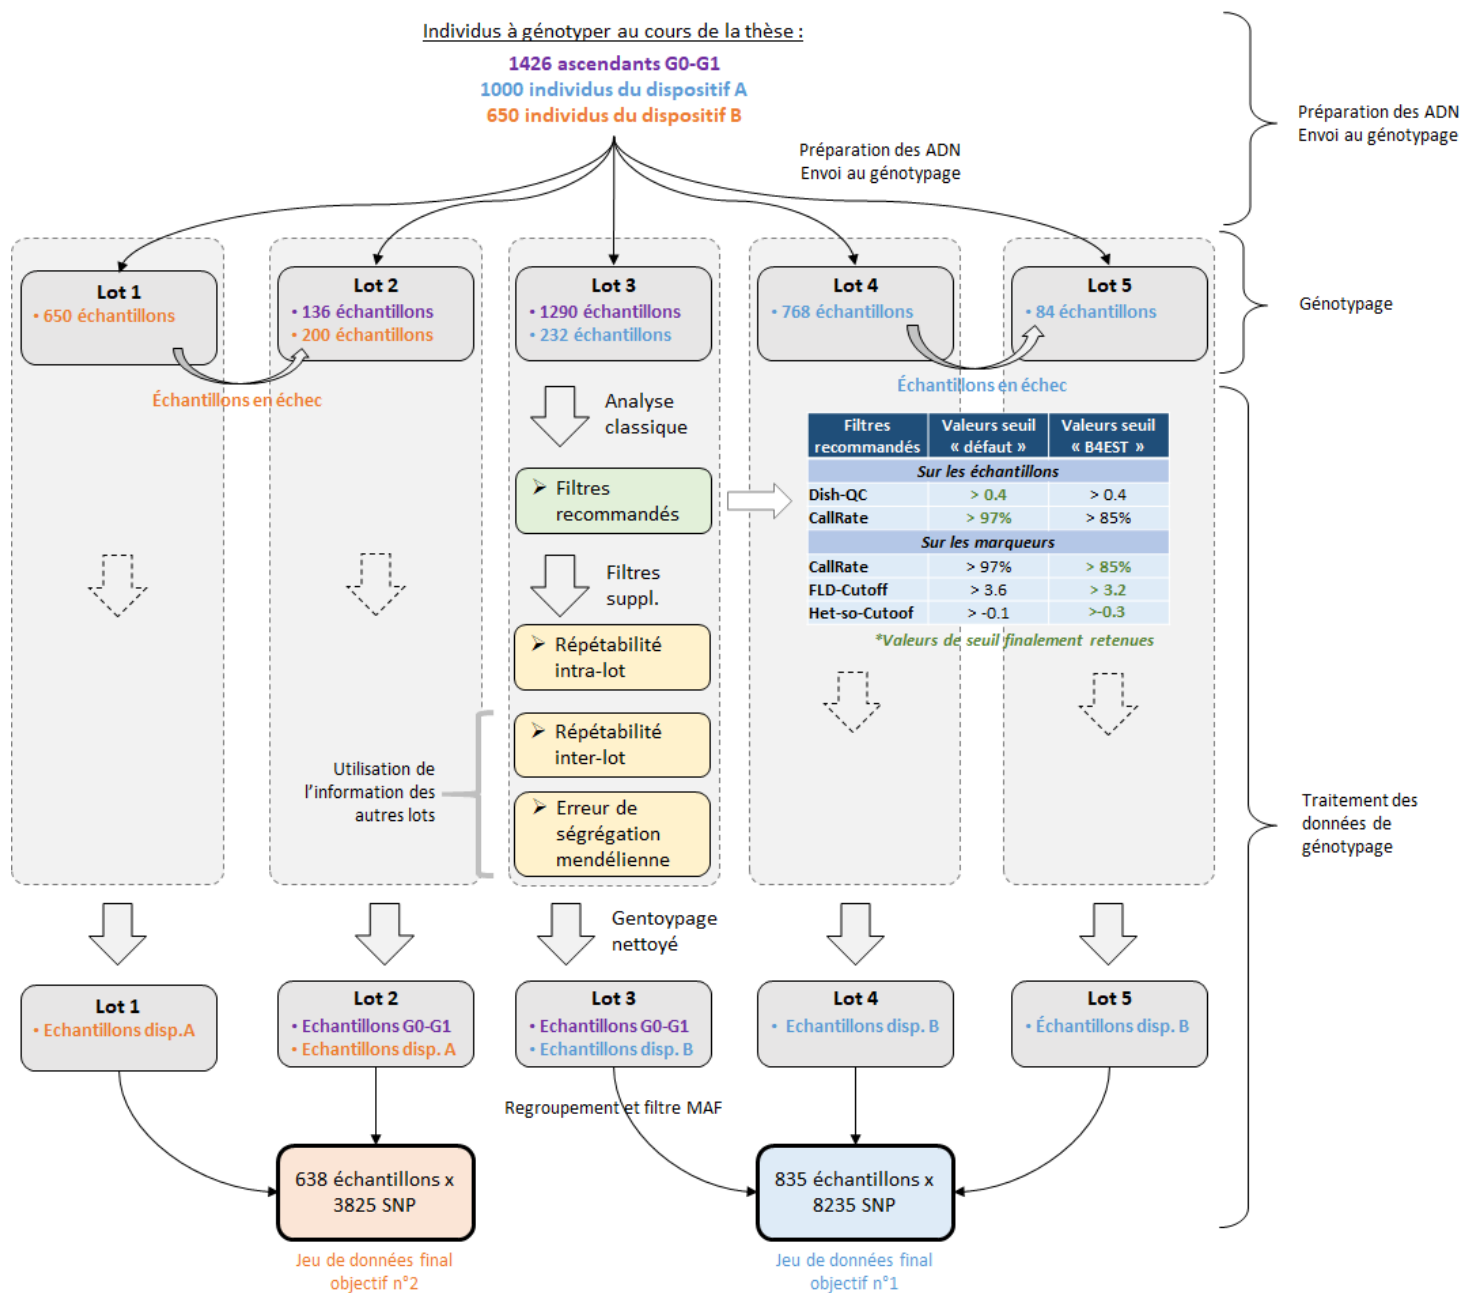 Individus à génotyper au cours de la thèse :
1426 ascendants G0-G1
1000 individus du dispositif A
650 individus du dispositif B
Préparation des ADN
Envoi au génotypage
Préparation des ADN
Envoi au génotypage
Lot 1
• 650 échantillons
Lot 2
• 136 échantillons
• 200 échantillons
Lot 3
• 1290 échantillons
• 232 échantillons
Lot 4
• 768 échantillons
Lot 5
• 84 échantillons
Génotypage
Échantillons en échec
Échantillons en échec
Analyse
classique
➢ Filtres
recommandés
Filtres
recommandés
Valeurs seuil
« défaut »
Valeurs seuil
« B4EST »
Sur les échantillons
Dish-QC > 0.4 > 0.4
CallRate > 97% > 85%
Sur les marqueurs
CallRate > 97% > 85%
FLD-Cutoff > 3.6 > 3.2
Het-so-Cutoof > -0.1 >-0.3
*Valeurs de seuil finalement retenues
Filtres
suppl.
➢ Répétabilité
intra-lot
➢ Répétabilité
inter-lot
➢ Erreur de
ségrégation
mendélienne
Utilisation de
l'information des
autres lots
Traitement des
données de
génotypage
Gentoypage
nettoyé
Lot 1
• Echantillons disp.A
Lot 2
• Echantillons G0-G1
• Echantillons disp. A
Lot 3
• Echantillons G0-G1
• Echantillons disp. B
Lot 4
• Echantillons disp. B
Lot 5
• Échantillons disp. B
Regroupement et filtre MAF
638 échantillons x
3825 SNP
835 échantillons x
8235 SNP
Jeu de données final
objectif n°2
Jeu de données final
objectif n°1